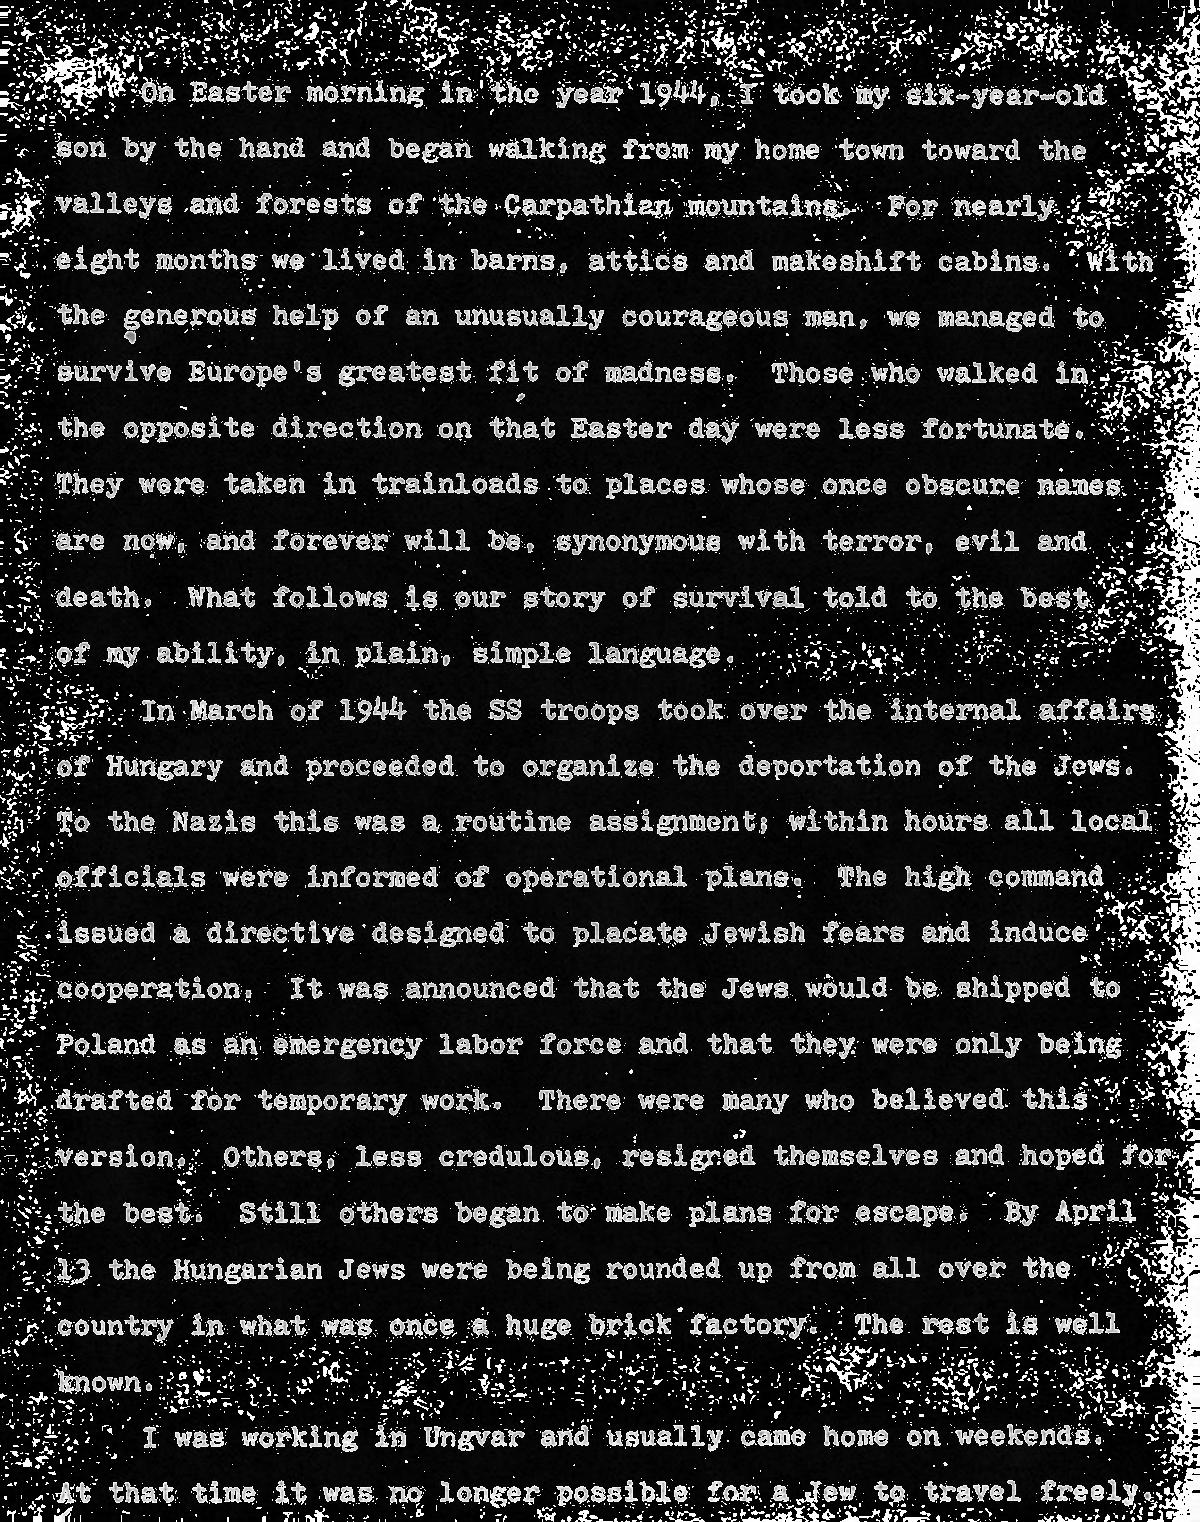 On Easter morning in the year 1944, I took my six-year-old
son by the hand and began walking from my home town toward the
valleys and forests of the Carpathian mountains. For nearly
eight months we lived in barns, attics and makeshift cabins. With
the generous help of an unusually courageous man, we managed to
survive Europe's greatest fit of madness. Those who walked in
the opposite direction on that Easter day were less fortunate.
They were taken in trainloads to places whose once obscure names
are now, and forever will be, synonymous with terror, evil and
death. What follows is our story of survival told to the best
of my ability, in plain, simple language.
In March of 1944 the SS troops took over the internal affairs
of Hungary and proceeded to organize the deportation of the Jews.
To the Nazis this was a routine assignment; within hours all local
officials were informed of operational plans. The high command
issued a directive designed to placate Jewish fears and induce
cooperation. It was announced that the Jews would be shipped to
Poland as an emergency labor force and that they were only being
drafted for temporary work. There were many who believed this
version. Others, less credulous, resigned themselves and hoped for
the best. Still others began to make plans for escape. By April
13 the Hungarian Jews were being rounded up from all over the
country in what was once a huge brick factory. The rest is well
known.
I was working in Ungvar and usually came home on weekends.
At that time it was no longer possible for a Jew to travel freely.